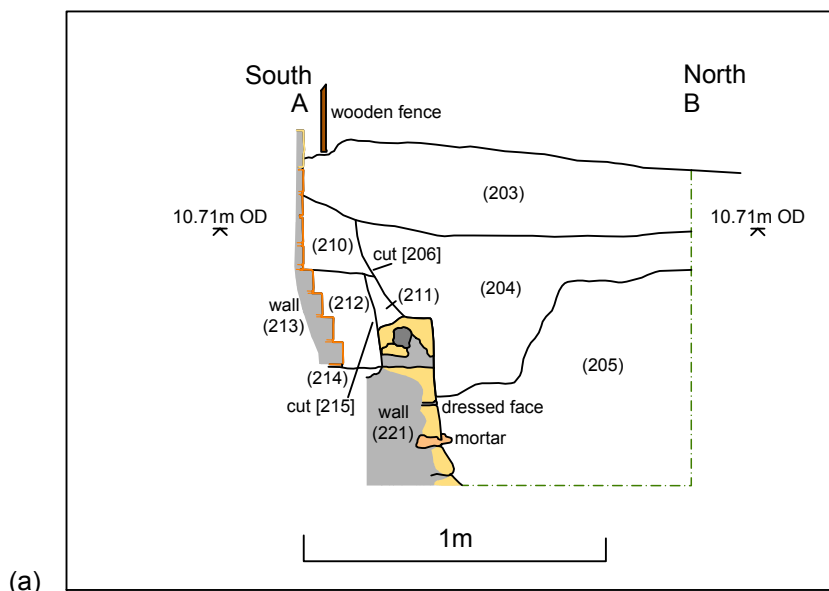 South
A
North
B
wooden fence
(203)
10.71m OD
10.71m OD
(210)
cut [206]
(204)
(211)
(212)
wall
(213)
(205)
(214)
cut [215]
wall
(221)
dressed face
mortar
1m
(a)